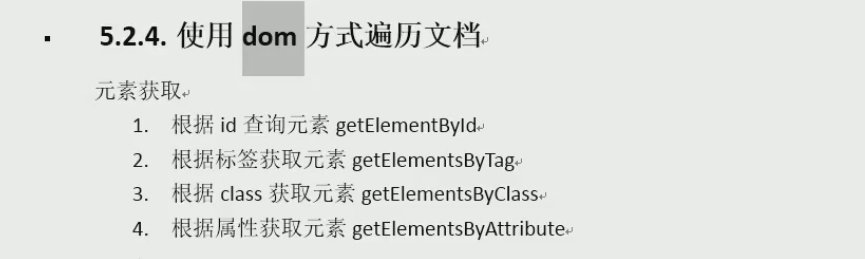 ▪ 5.2.4. 使用 dom 方式遍历文档↵
元素获取↵
1. 根据 id 查询元素 getElementById↵
2. 根据标签获取元素 getElementsByTag↵
3. 根据 class 获取元素 getElementsByClass↵
4. 根据属性获取元素 getElementsByAttribute↵